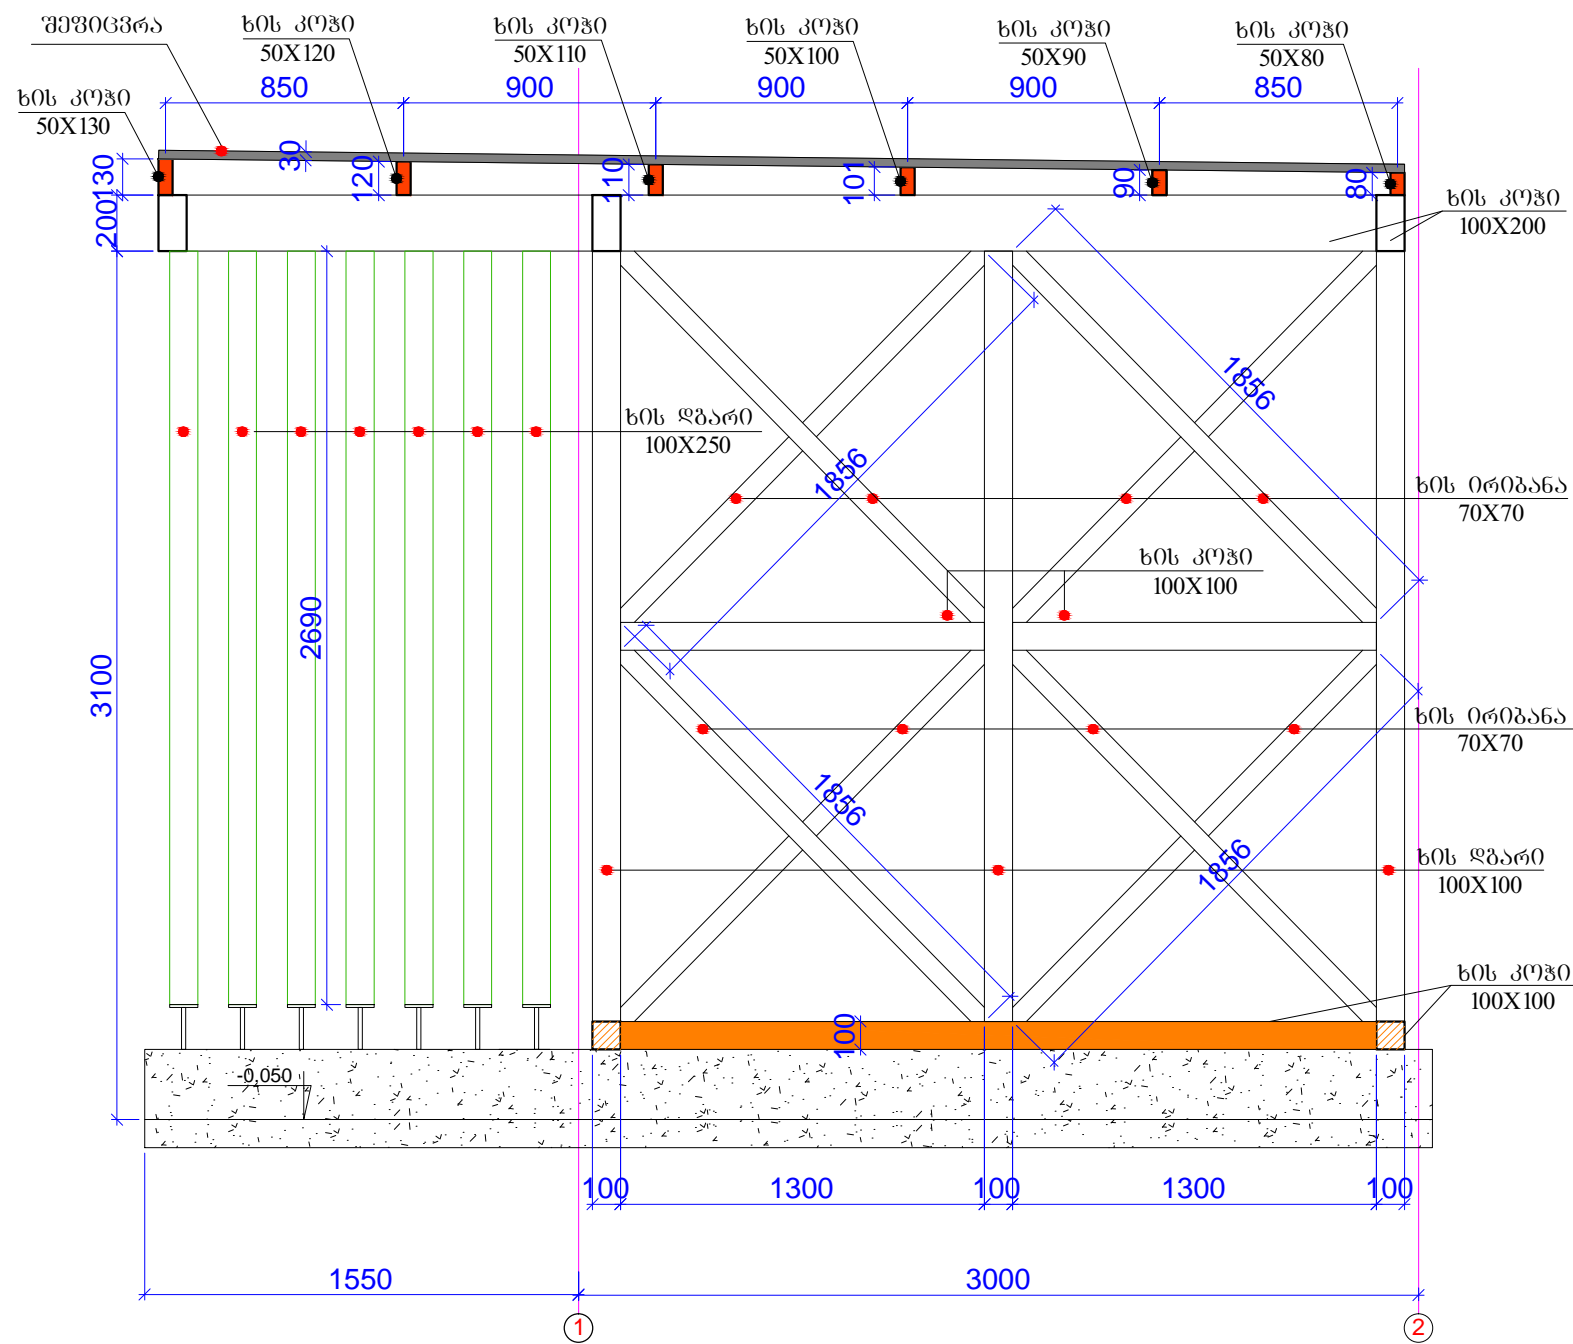 შეფიცვრა
ხის კოჭი
50X120
ხის კოჭი
50X110
ხის კოჭი
50X100
ხის კოჭი
50X90
ხის კოჭი
50X80
850
900
900
900
850
ხის კოჭი
50X130
130
30
120
110
101
90
80
200
ხის კოჭი
100X200
1856
ხის დგარი
100X250
1856
ხის ირიბანა
70X70
ხის კოჭი
100X100
2690
3100
ხის ირიბანა
70X70
1856
1856
ხის დგარი
100X100
ხის კოჭი
100X100
100
-0,050
100
1300
100
1300
100
1550
3000
1
2